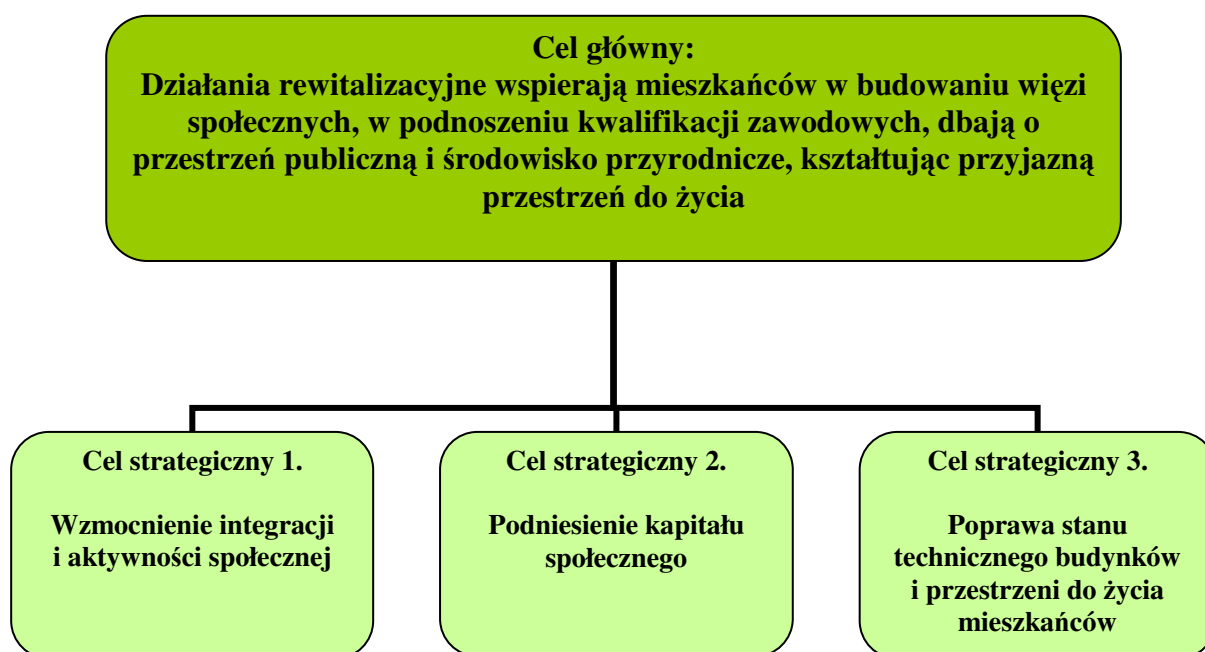 Cel główny:
Działania rewitalizacyjne wspierają mieszkańców w budowaniu więzi
społecznych, w podnoszeniu kwalifikacji zawodowych, dbają o
przestrzeń publiczną i środowisko przyrodnicze, kształtując przyjazną
przestrzeń do życia
Cel strategiczny 1.
Wzmocnienie integracji
i aktywności społecznej
Cel strategiczny 2.
Podniesienie kapitału
społecznego
Cel strategiczny 3.
Poprawa stanu
technicznego budynków
i przestrzeni do życia
mieszkańców